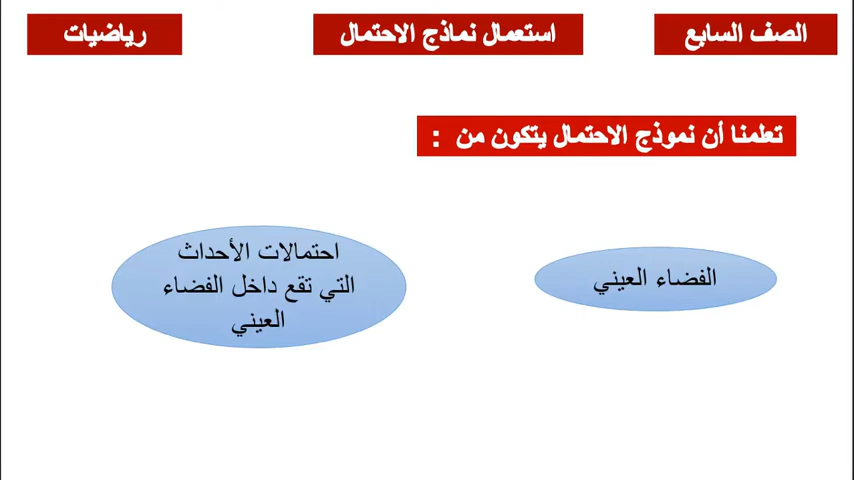 الصف السابع
استعمال نماذج الاحتمال
رياضيات
تعلمنا أن نموذج الاحتمال يتكون من :
الفضاء العيني
احتمالات الأحداث
التي تقع داخل الفضاء
العيني